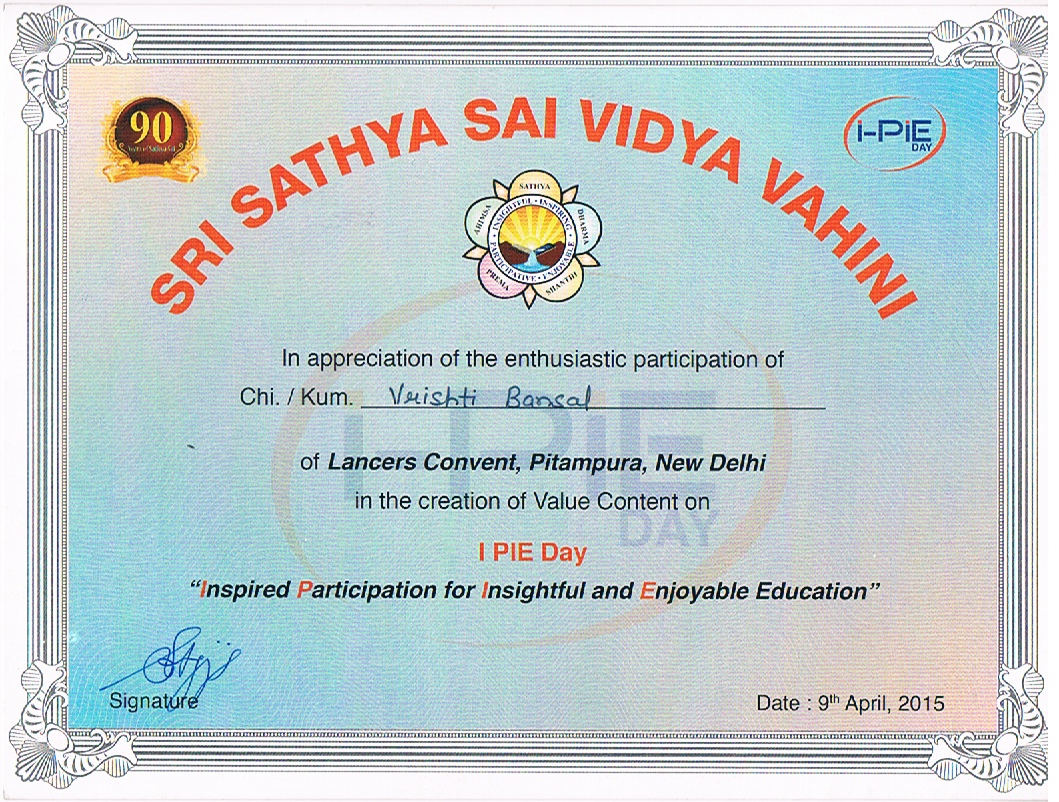 90
Years of Sathya Sai
i-PiE
DAY
SRI SATHYA SAI VIDYA VAHINI
SATHYA
DHARMA
SHANTHI
PREMA
AHIMSA
INSIGHTFUL • INSPIRING • ENJOYABLE • PARTICIPATIVE •
In appreciation of the enthusiastic participation of
Chi. / Kum. Vrishti Bansal
of Lancers Convent, Pitampura, New Delhi
in the creation of Value Content on
I PIE Day
“Inspired Participation for Insightful and Enjoyable Education”
i-PiE
DAY
Signature
Date : 9th April, 2015